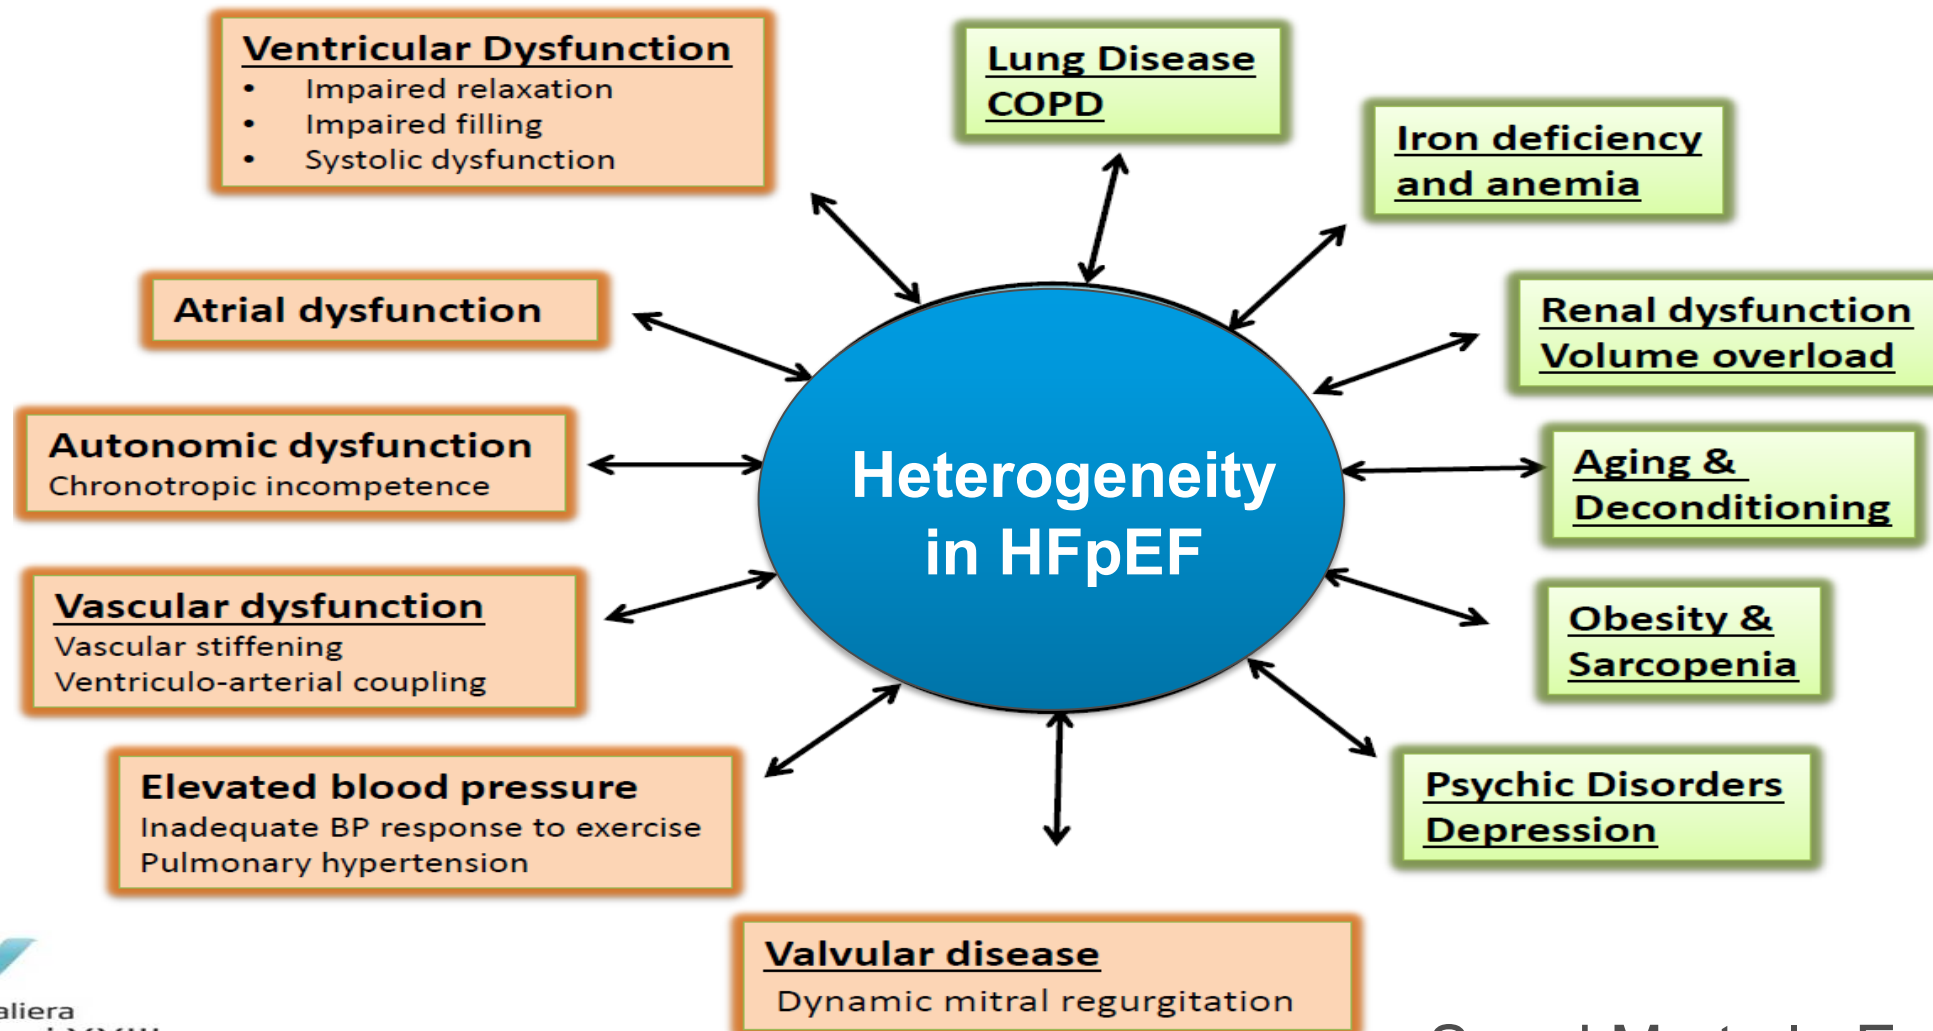 Ventricular Dysfunction
• Impaired relaxation
• Impaired filling
• Systolic dysfunction
Lung Disease
COPD
Iron deficiency
and anemia
Atrial dysfunction
Renal dysfunction
Volume overload
Autonomic dysfunction
Chronotropic incompetence
Heterogeneity
in HFpEF
Aging &
Deconditioning
Vascular dysfunction
Vascular stiffening
Ventriculo-arterial coupling
Obesity &
Sarcopenia
Elevated blood pressure
Inadequate BP response to exercise
Pulmonary hypertension
Psychic Disorders
Depression
Valvular disease
Dynamic mitral regurgitation
aliera